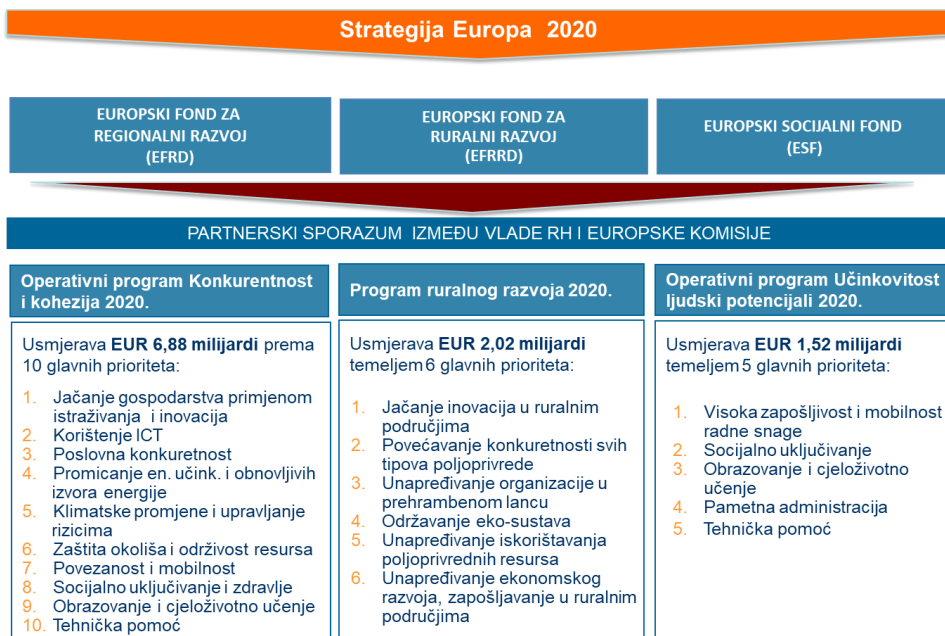 Strategija Europa 2020
EUROPSKI FOND ZA
REGIONALNI RAZVOJ
(EFRD)
EUROPSKI FOND ZA
RURALNI RAZVOJ
(EFRRD)
EUROPSKI SOCIJALNI FOND
(ESF)
PARTNERSKI SPORAZUM IZMEĐU VLADE RH I EUROPSKE KOMISIJE
Operativni program Konkurentnost
i kohezija 2020.
Usmjerava EUR 6,88 milijardi prema
10 glavnih prioriteta:
1. Jačanje gospodarstva primjenom
istraživanja i inovacija
2. Korištenje ICT
3. Poslovna konkurentnost
4. Promicanje en. učink. i obnovljivih
izvora energije
5. Klimatske promjene i upravljanje
rizicima
6. Zaštita okoliša i održivost resursa
7. Povezanost i mobilnost
8. Socijalno uključivanje i zdravlje
9. Obrazovanje i cjeloživotno učenje
10. Tehnička pomoć
Program ruralnog razvoja 2020.
Usmjerava EUR 2,02 milijardi
temeljem 6 glavnih prioriteta:
1. Jačanje inovacija u ruralnim
područjima
2. Povećavanje konkuretnosti svih
tipova poljoprivrede
3. Unapređivanje organizacije u
prehrambenom lancu
4. Održavanje eko-sustava
5. Unapređivanje iskorištavanja
poljoprivrednih resursa
6. Unapređivanje ekonomskog
razvoja, zapošljavanje u ruralnim
područjima
Operativni program Učinkovitost
ljudski potencijali 2020.
Usmjerava EUR 1,52 milijardi
temeljem 5 glavnih prioriteta:
1. Visoka zapošljivost i mobilnost
radne snage
2. Socijalno uključivanje
3. Obrazovanje i cjeloživotno
učenje
4. Pametna administracija
5. Tehnička pomoć